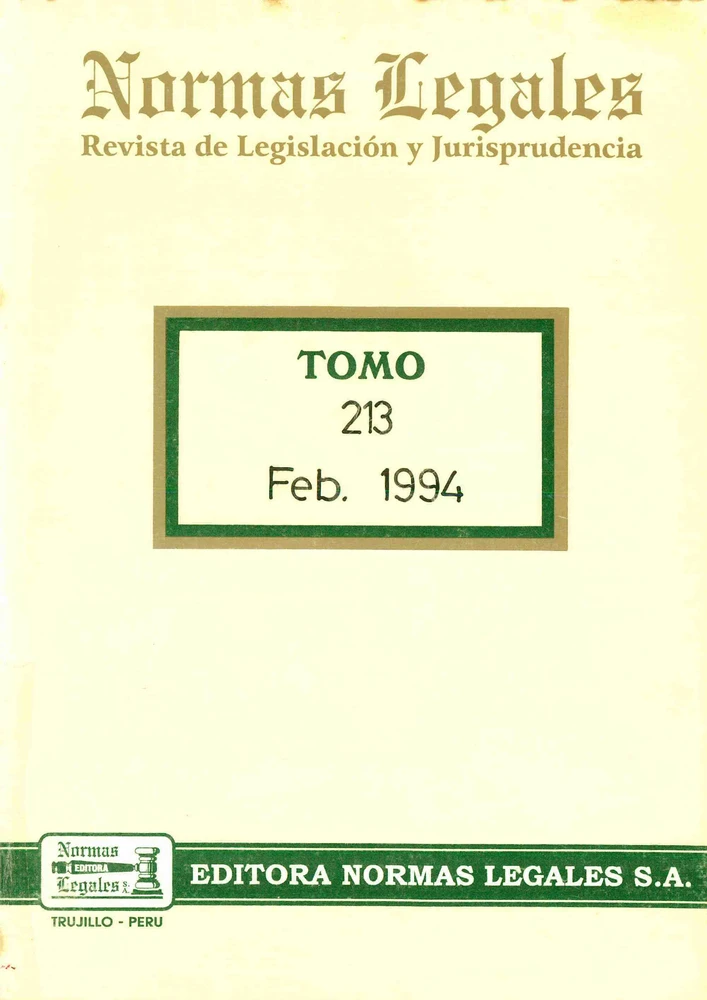 Normas Legales
Revista de Legislación y Jurisprudencia
TOMO
213
Feb. 1994
Normas
EDITORA
Legales S.A.
EDITORA NORMAS LEGALES S.A.
TRUJILLO - PERU